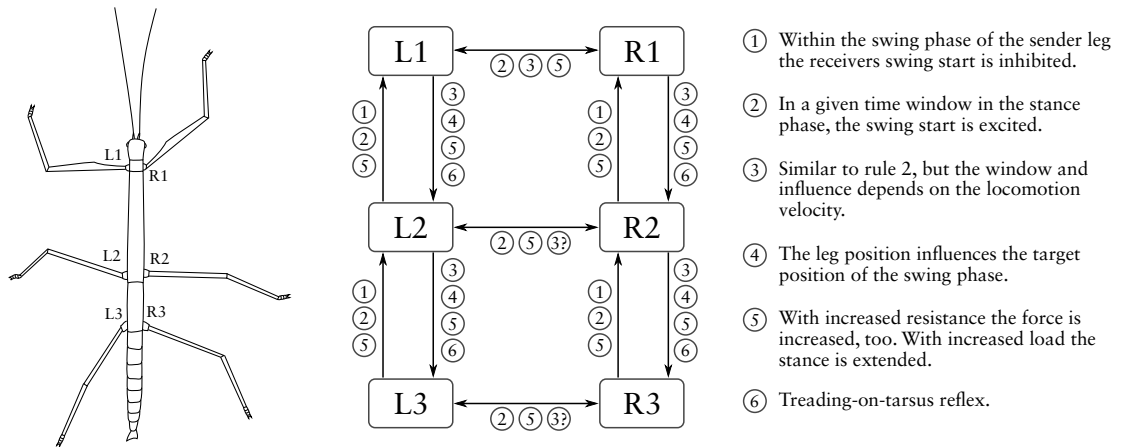 L1
R1
L2
R2
L3
R3
L1
R1
② ③ ⑤
①
②
⑤
③
④
⑤
⑥
①
②
⑤
③
④
⑤
⑥
L2
R2
② ⑤ ③?
①
②
⑤
③
④
⑤
⑥
①
②
⑤
③
④
⑤
⑥
L3
R3
② ⑤ ③?
① Within the swing phase of the sender leg
the receivers swing start is inhibited.
② In a given time window in the stance
phase, the swing start is excited.
③ Similar to rule 2, but the window and
influence depends on the locomotion
velocity.
④ The leg position influences the target
position of the swing phase.
⑤ With increased resistance the force is
increased, too. With increased load the
stance is extended.
⑥ Treading-on-tarsus reflex.